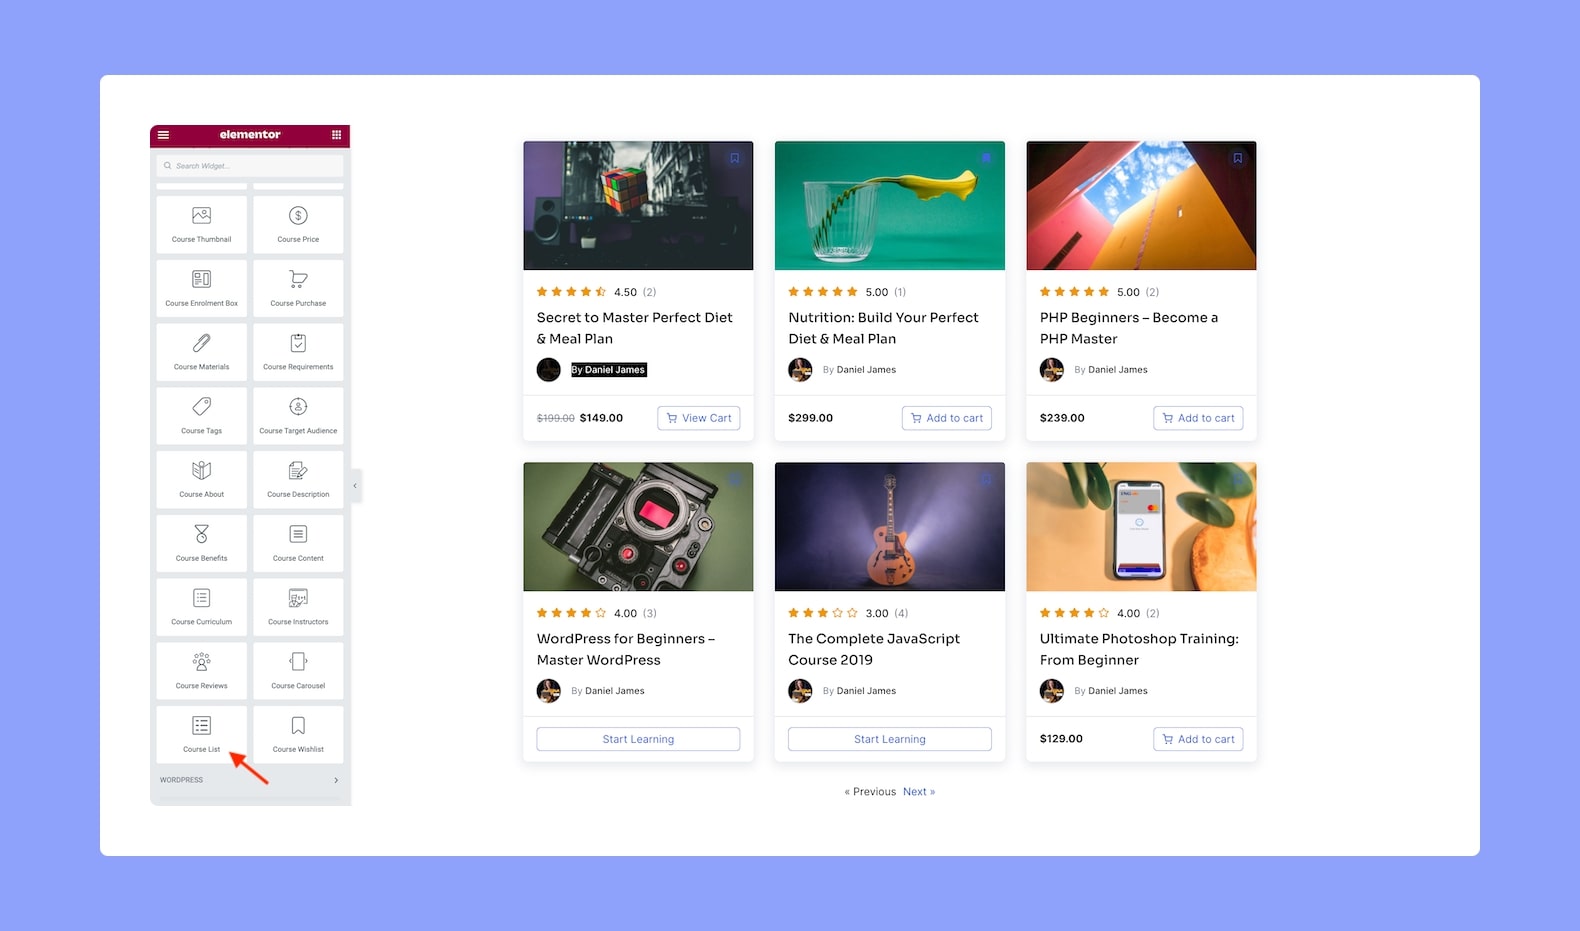 elementor
Search Widget...
Course Thumbnail
Course Price
Course Enrolment Box
Course Purchase
Course Materials
Course Requirements
Course Tags
Course Target Audience
Course About
Course Description
Course Benefits
Course Content
Course Curriculum
Course Instructors
Course Reviews
Course Carousel
Course List
Course Wishlist
WORDPRESS
4.50 (2)
Secret to Master Perfect Diet
& Meal Plan
By Daniel James
$199.00 $149.00
View Cart
5.00 (1)
Nutrition: Build Your Perfect
Diet & Meal Plan
By Daniel James
$299.00
Add to cart
5.00 (2)
PHP Beginners – Become a
PHP Master
By Daniel James
$239.00
Add to cart
4.00 (3)
WordPress for Beginners –
Master WordPress
By Daniel James
Start Learning
3.00 (4)
The Complete JavaScript
Course 2019
By Daniel James
Start Learning
4.00 (2)
Ultimate Photoshop Training:
From Beginner
By Daniel James
$129.00
Add to cart
« Previous Next »